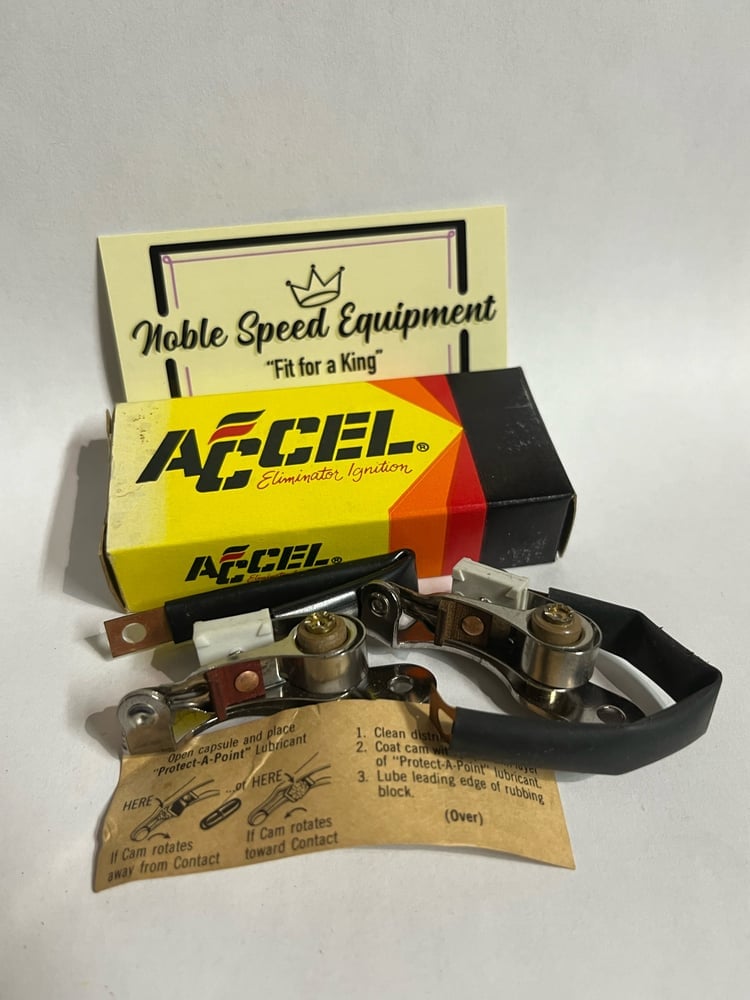 Noble Speed Equipment
"Fit for a King"
ACCEL®
Eliminator Ignition
ACCEL®
Open capsule and place
"Protect-A-Point" Lubricant
HERE
...or HERE
If Cam rotates
away from Contact
If Cam rotates
toward Contact
1. Clean
2. Coat cam
of "Protect-A-Point" lubricant.
3. Lube leading edge of rubbing
block.
(Over)